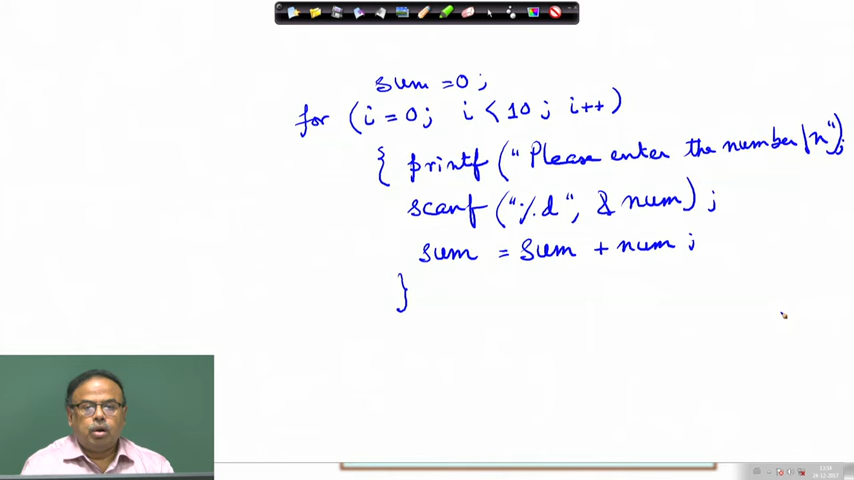 sum = 0;
for (i = 0; i < 10; i++)
{ printf ("Please enter the number \n");
scanf ("%d", & num);
sum = sum + num;
}